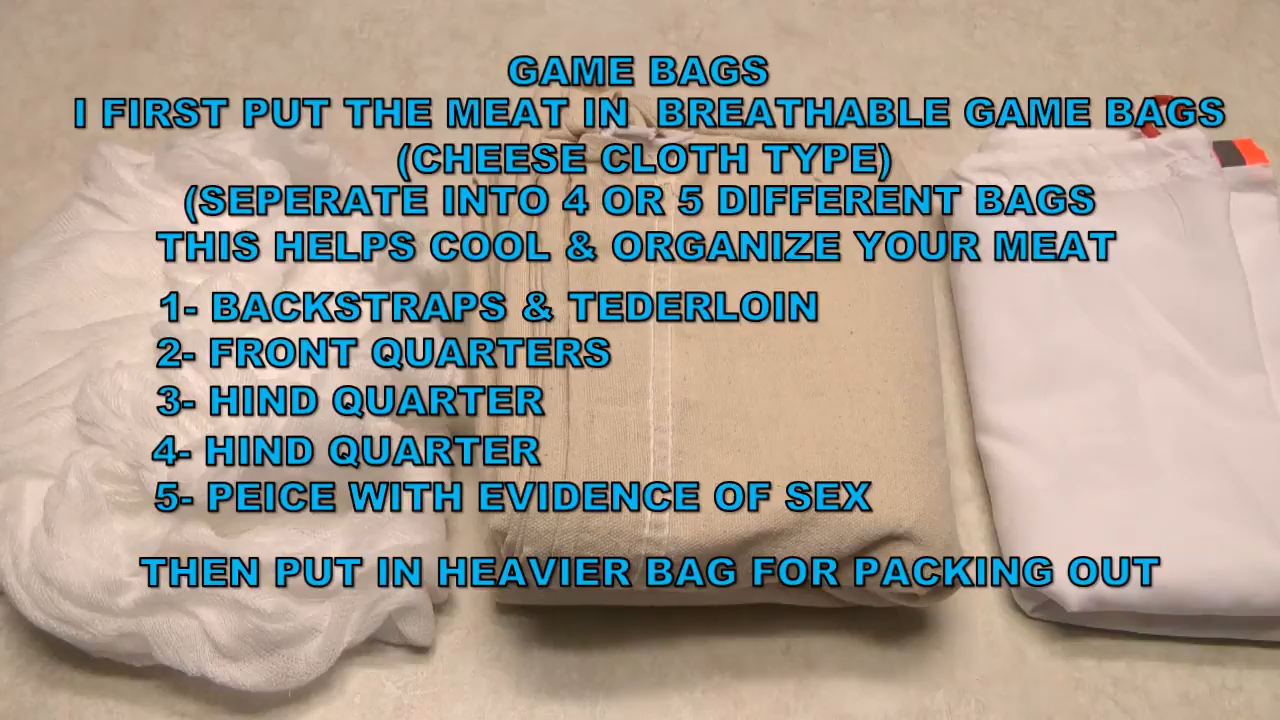 GAME BAGS
I FIRST PUT THE MEAT IN BREATHABLE GAME BAGS
(CHEESE CLOTH TYPE)
(SEPERATE INTO 4 OR 5 DIFFERENT BAGS
THIS HELPS COOL & ORGANIZE YOUR MEAT
1- BACKSTRAPS & TEDERLOIN
2- FRONT QUARTERS
3- HIND QUARTER
4- HIND QUARTER
5- PEICE WITH EVIDENCE OF SEX
THEN PUT IN HEAVIER BAG FOR PACKING OUT